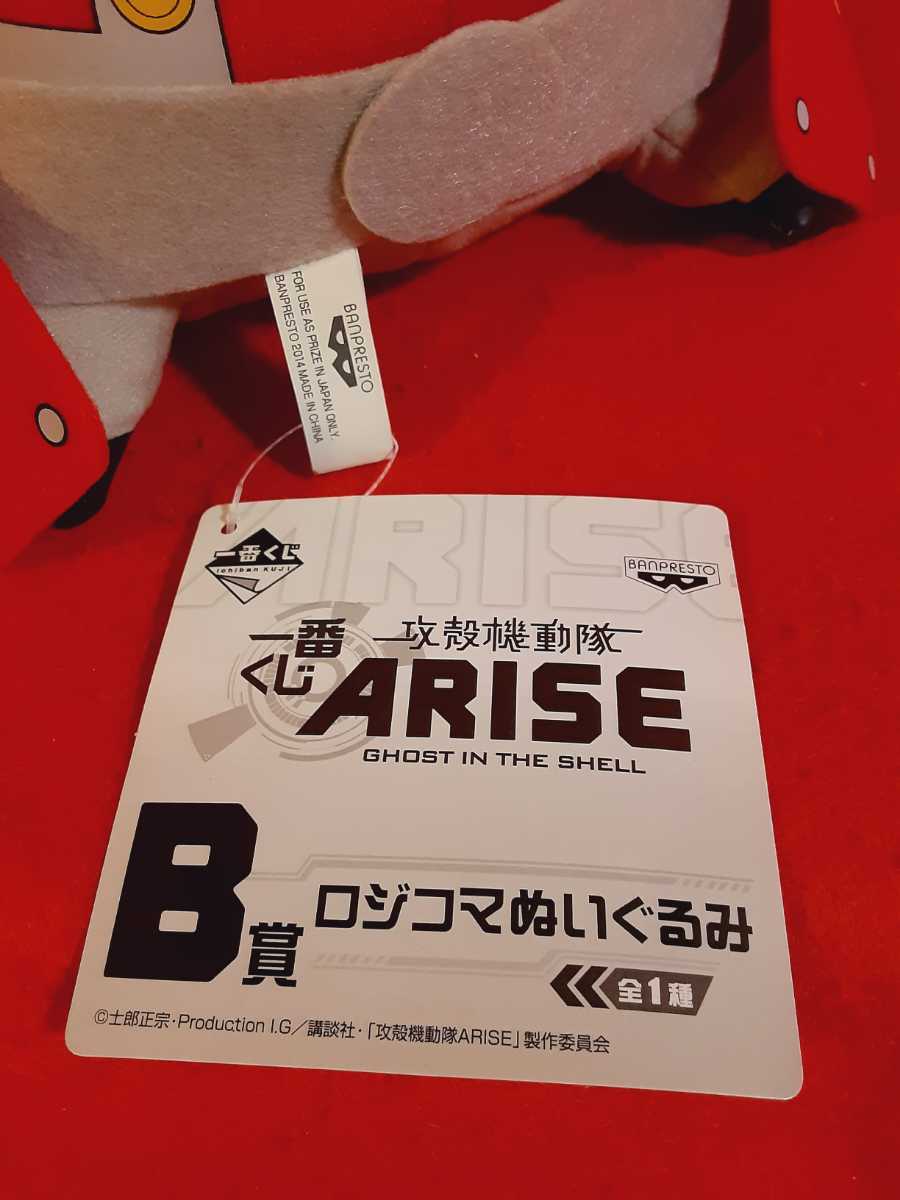 BANPRESTO
FOR USE AS PRIZE IN JAPAN ONLY.
BANPRESTO 2014 MADE IN CHINA
ARISE
一番くじ
Ichiban KUJI
BANPRESTO
一番くじ
攻殻機動隊
ARISE
GHOST IN THE SHELL
B賞
ロジコマぬいぐるみ
全1種
©士郎正宗・Production I.G／講談社・「攻殻機動隊ARISE」製作委員会